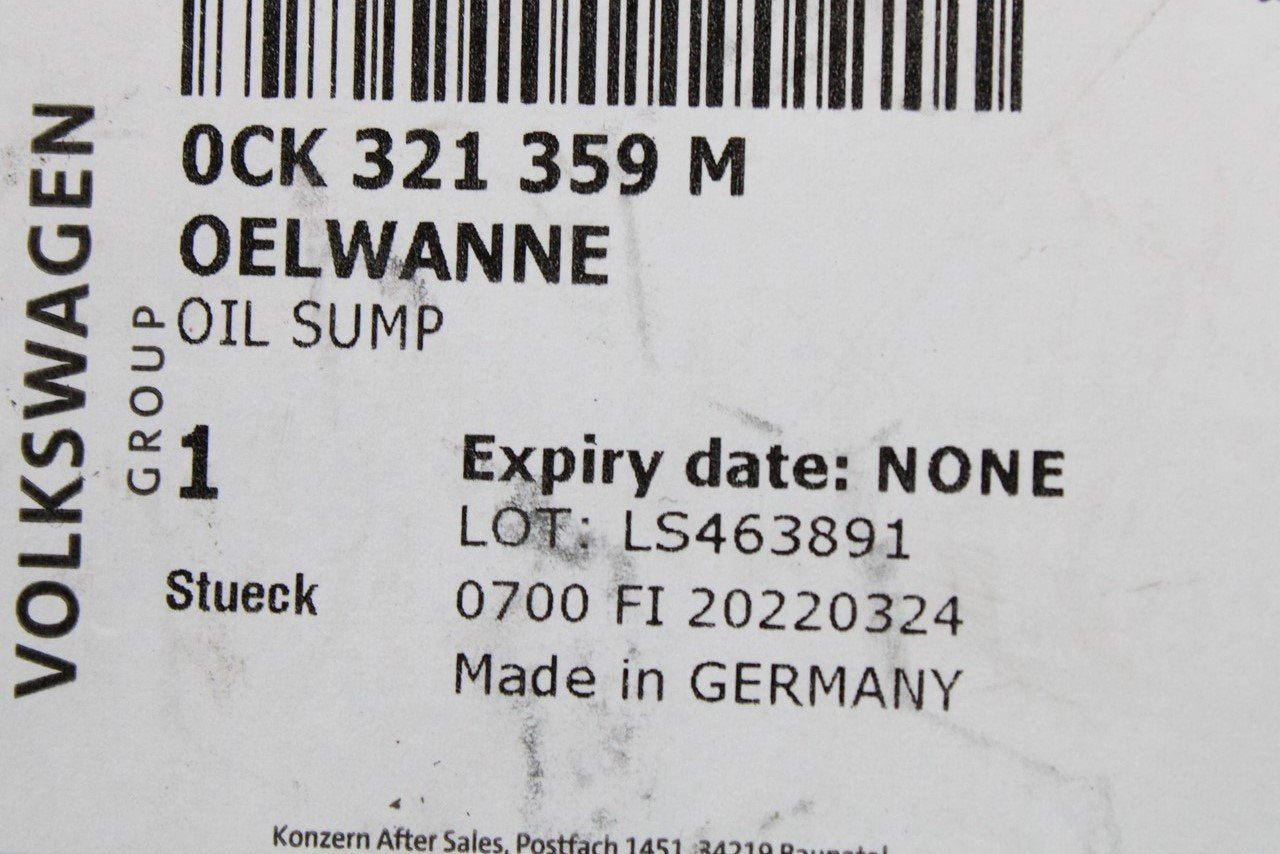 VOLKSWAGEN
GROUP
0CK 321 359 M
OELWANNE
OIL SUMP
1
Stueck
Expiry date: NONE
LOT: LS463891
0700 FI 20220324
Made in GERMANY
Konzern After Sales, Postfach 1451, 34219